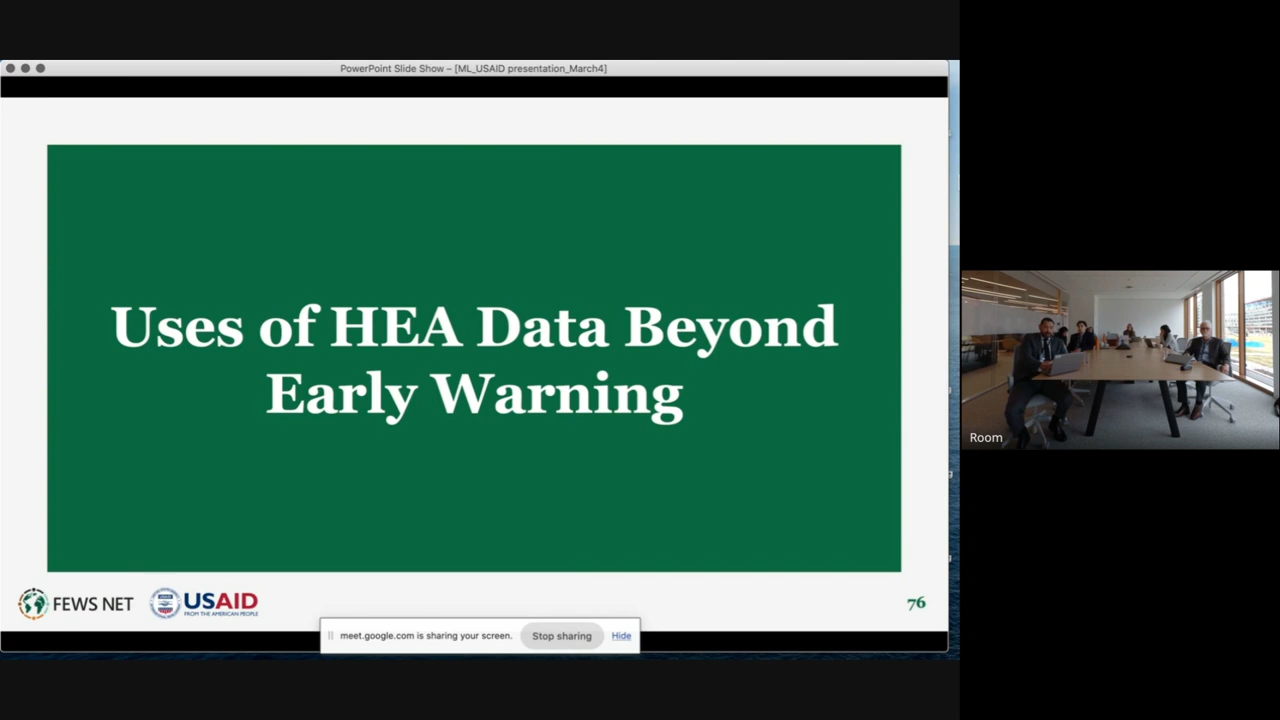 PowerPoint Slide Show – [ML_USAID presentation_March4]
Uses of HEA Data Beyond
Early Warning
FEWS NET
USAID
FROM THE AMERICAN PEOPLE
76
meet.google.com is sharing your screen.
Stop sharing
Hide
Room